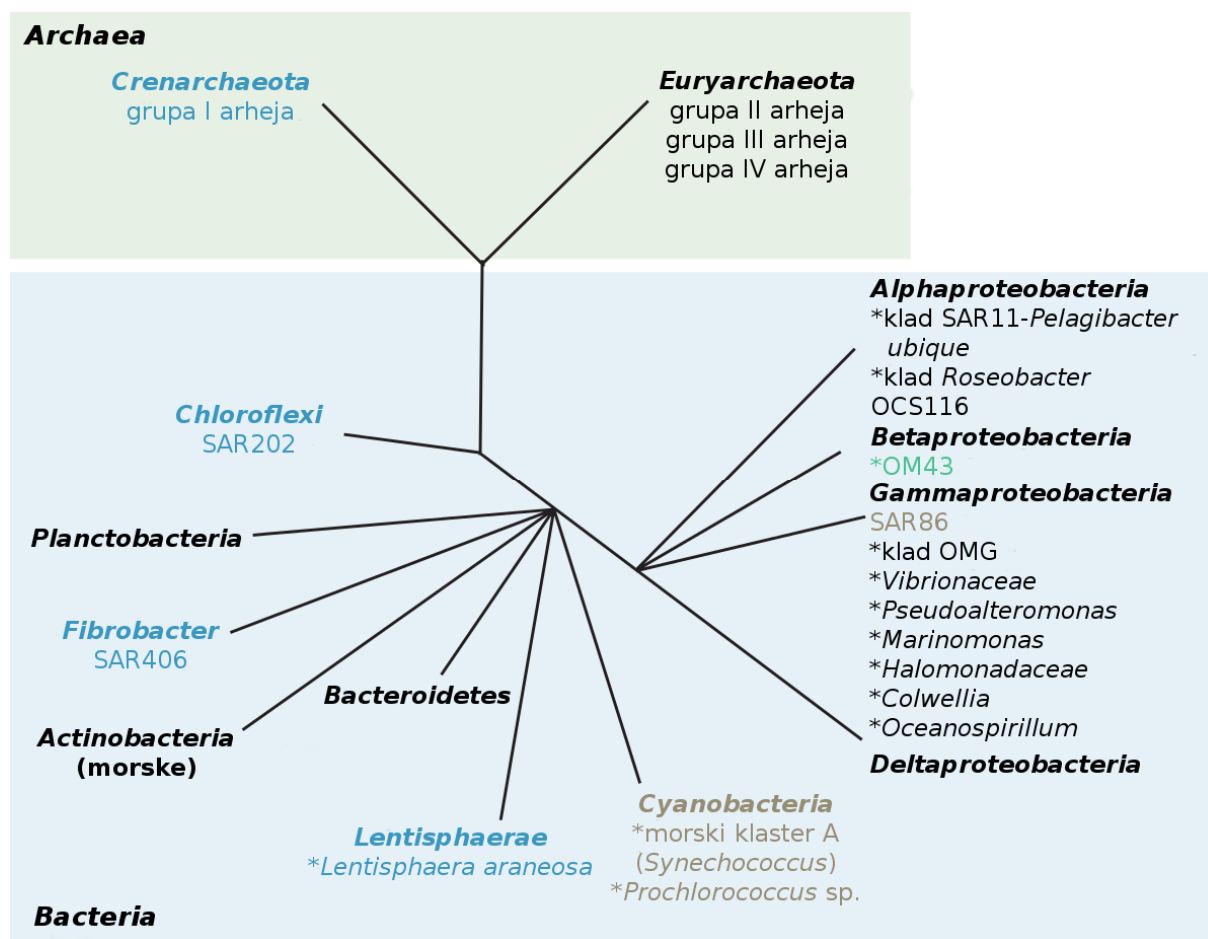 Archaea
Crenarchaeota
grupa I arheja
Euryarchaeota
grupa II arheja
grupa III arheja
grupa IV arheja
Alphaproteobacteria
*klad SAR11-Pelagibacter
ubique
*klad Roseobacter
OCS116
Betaproteobacteria
*OM43
Gammaproteobacteria
SAR86
*klad OMG
*Vibrionaceae
*Pseudoalteromonas
*Marinomonas
*Halomonadaceae
*Colwellia
*Oceanospirillum
Deltaproteobacteria
Chloroflexi
SAR202
Planctobacteria
Fibrobacter
SAR406
Actinobacteria
(morske)
Bacteroidetes
Lentisphaerae
*Lentisphaera araneosa
Cyanobacteria
*morski klaster A
(Synechococcus)
*Prochlorococcus sp.
Bacteria